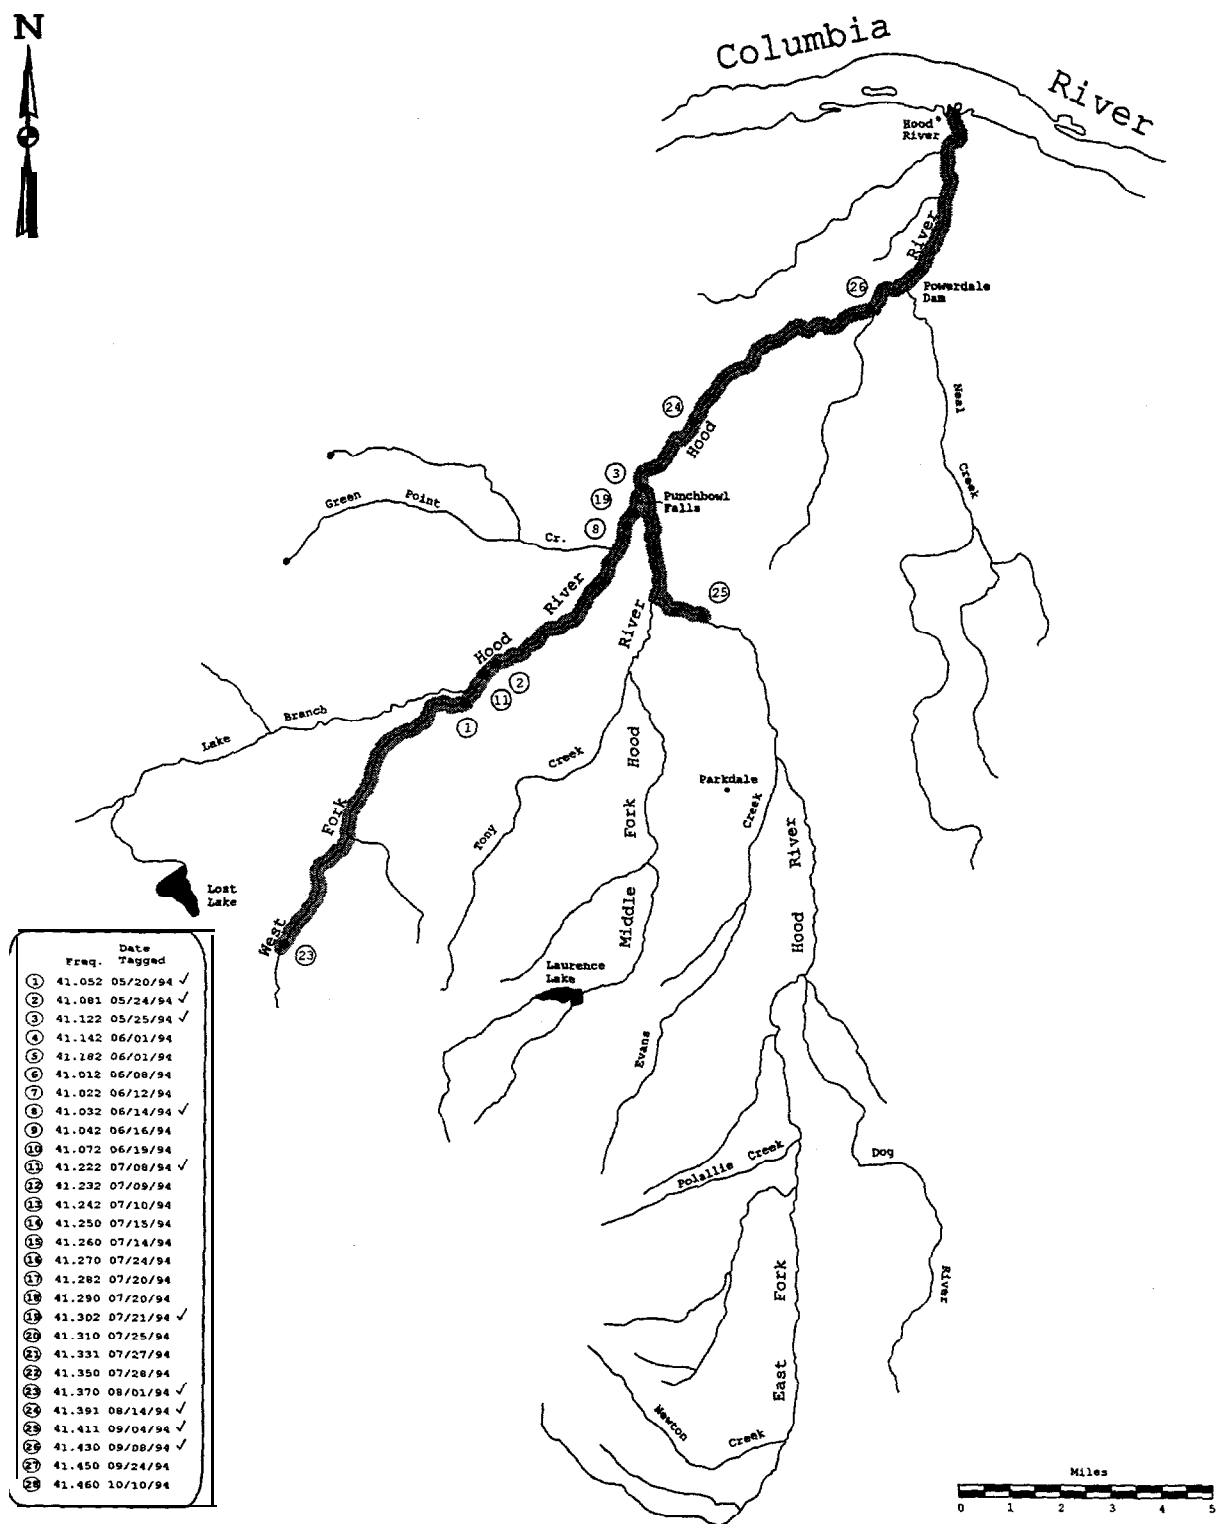 N
Columbia
River
Hood
River
River
26
Powerdale
Dam
24
Hood
Neal
Creek
3
19
8
Punchbowl
Falls
Green Point Cr.
25
River
Hood
2
11
1
River
Hood
Lake Branch
Creek
Tony
Parkdale
Creek
Fork
Fork
River
Lost
Lake
Middle
Hood
West
23
Laurence
Lake
Evans
Polallie Creek
Dog
River
Fork
East
Newton
Creek
Date
Freq. Tagged
1 41.052 05/20/94 ✓
2 41.081 05/24/94 ✓
3 41.122 05/25/94 ✓
4 41.142 06/01/94
5 41.182 06/01/94
6 41.012 06/08/94
7 41.022 06/12/94
8 41.032 06/14/94 ✓
9 41.042 06/16/94
10 41.072 06/19/94
11 41.222 07/08/94 ✓
12 41.232 07/09/94
13 41.242 07/10/94
14 41.250 07/15/94
15 41.260 07/14/94
16 41.270 07/24/94
17 41.282 07/20/94
18 41.290 07/20/94
19 41.302 07/21/94 ✓
20 41.310 07/25/94
21 41.331 07/27/94
22 41.350 07/28/94
23 41.370 08/01/94 ✓
24 41.391 08/14/94 ✓
25 41.411 09/04/94 ✓
26 41.430 09/08/94 ✓
27 41.450 09/24/94
28 41.460 10/10/94
Miles
0 1 2 3 4 5